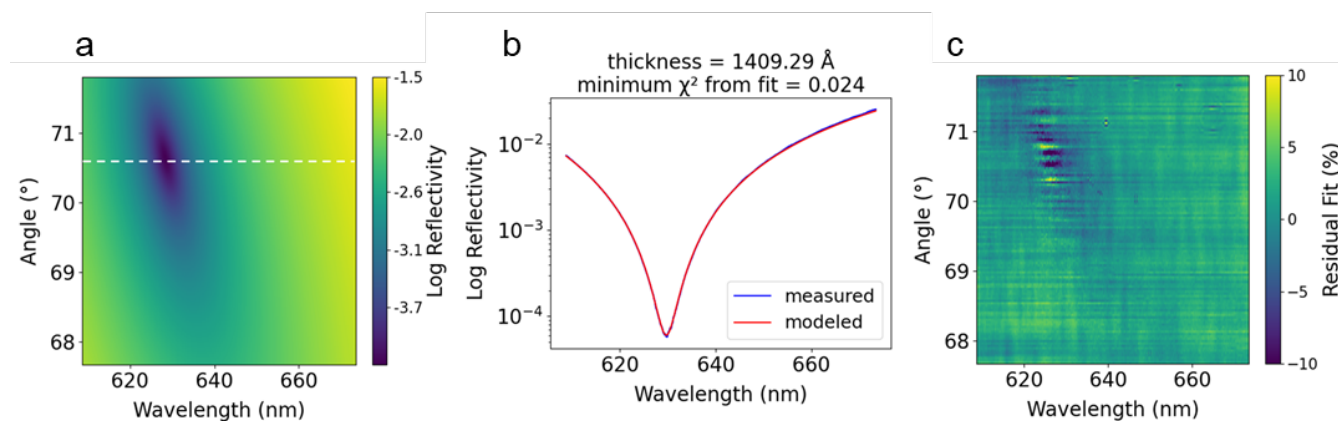 a
71
70
69
68
Angle (°)
620
640
660
Wavelength (nm)
-1.5
-2.0
-2.6
-3.1
-3.7
Log Reflectivity
b
thickness = 1409.29 Å
minimum χ² from fit = 0.024
10⁻²
10⁻³
10⁻⁴
Log Reflectivity
measured
modeled
620
640
660
Wavelength (nm)
c
71
70
69
68
Angle (°)
620
640
660
Wavelength (nm)
10
5
0
−5
−10
Residual Fit (%)